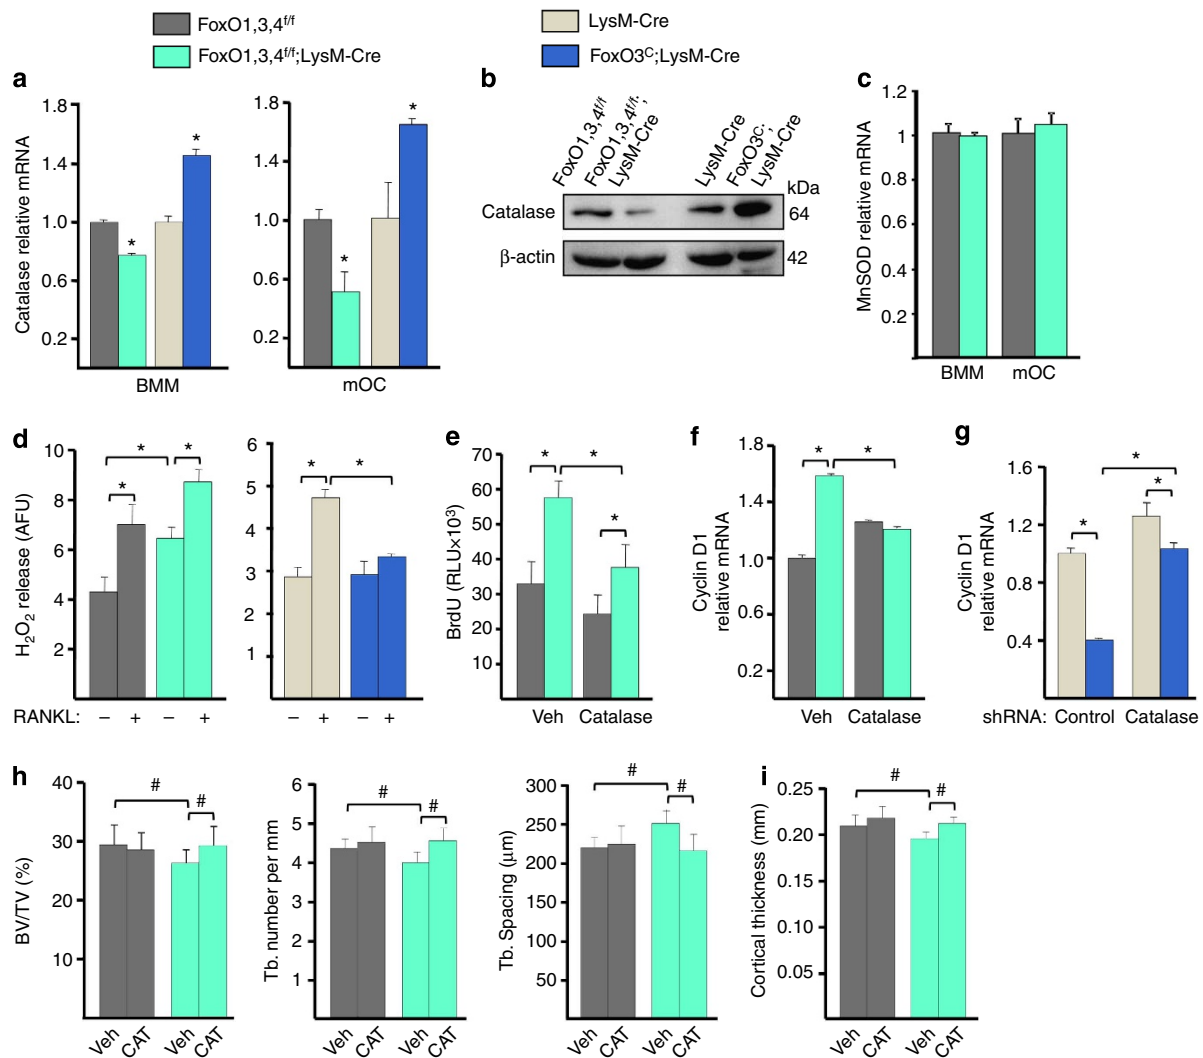 FoxO1,3,4f/f
FoxO1,3,4f/f;LysM-Cre
LysM-Cre
FoxO3C;LysM-Cre
a
Catalase relative mRNA
1.8
1.4
1.0
0.6
0.2
*
*
BMM
1.8
1.4
1.0
0.6
0.2
*
*
mOC
b
FoxO1,3,4f/f
FoxO1,3,4f/f;
LysM-Cre
LysM-Cre
FoxO3C;
LysM-Cre
kDa
Catalase
64
β-actin
42
c
MnSOD relative mRNA
1.2
1
0.8
0.6
0.4
0.2
BMM mOC
d
H2O2 release (AFU)
10
8
6
4
2
* * *
RANKL: – + – +
6
5
4
3
2
1
* *
– + – +
e
BrdU (RLU×10³)
70
60
50
40
30
20
10
* * *
Veh Catalase
f
Cyclin D1
relative mRNA
1.8
1.4
1.0
0.6
0.2
* *
Veh Catalase
g
Cyclin D1
relative mRNA
1.6
1.2
0.8
0.4
* * *
shRNA: Control Catalase
h
BV/TV (%)
40
30
20
10
# #
Veh CAT Veh CAT
Tb. number per mm
6
5
4
3
2
1
# #
Veh CAT Veh CAT
Tb. Spacing (μm)
300
250
200
150
100
50
# #
Veh CAT Veh CAT
i
Cortical thickness (mm)
0.25
0.20
0.15
0.10
0.05
# #
Veh CAT Veh CAT